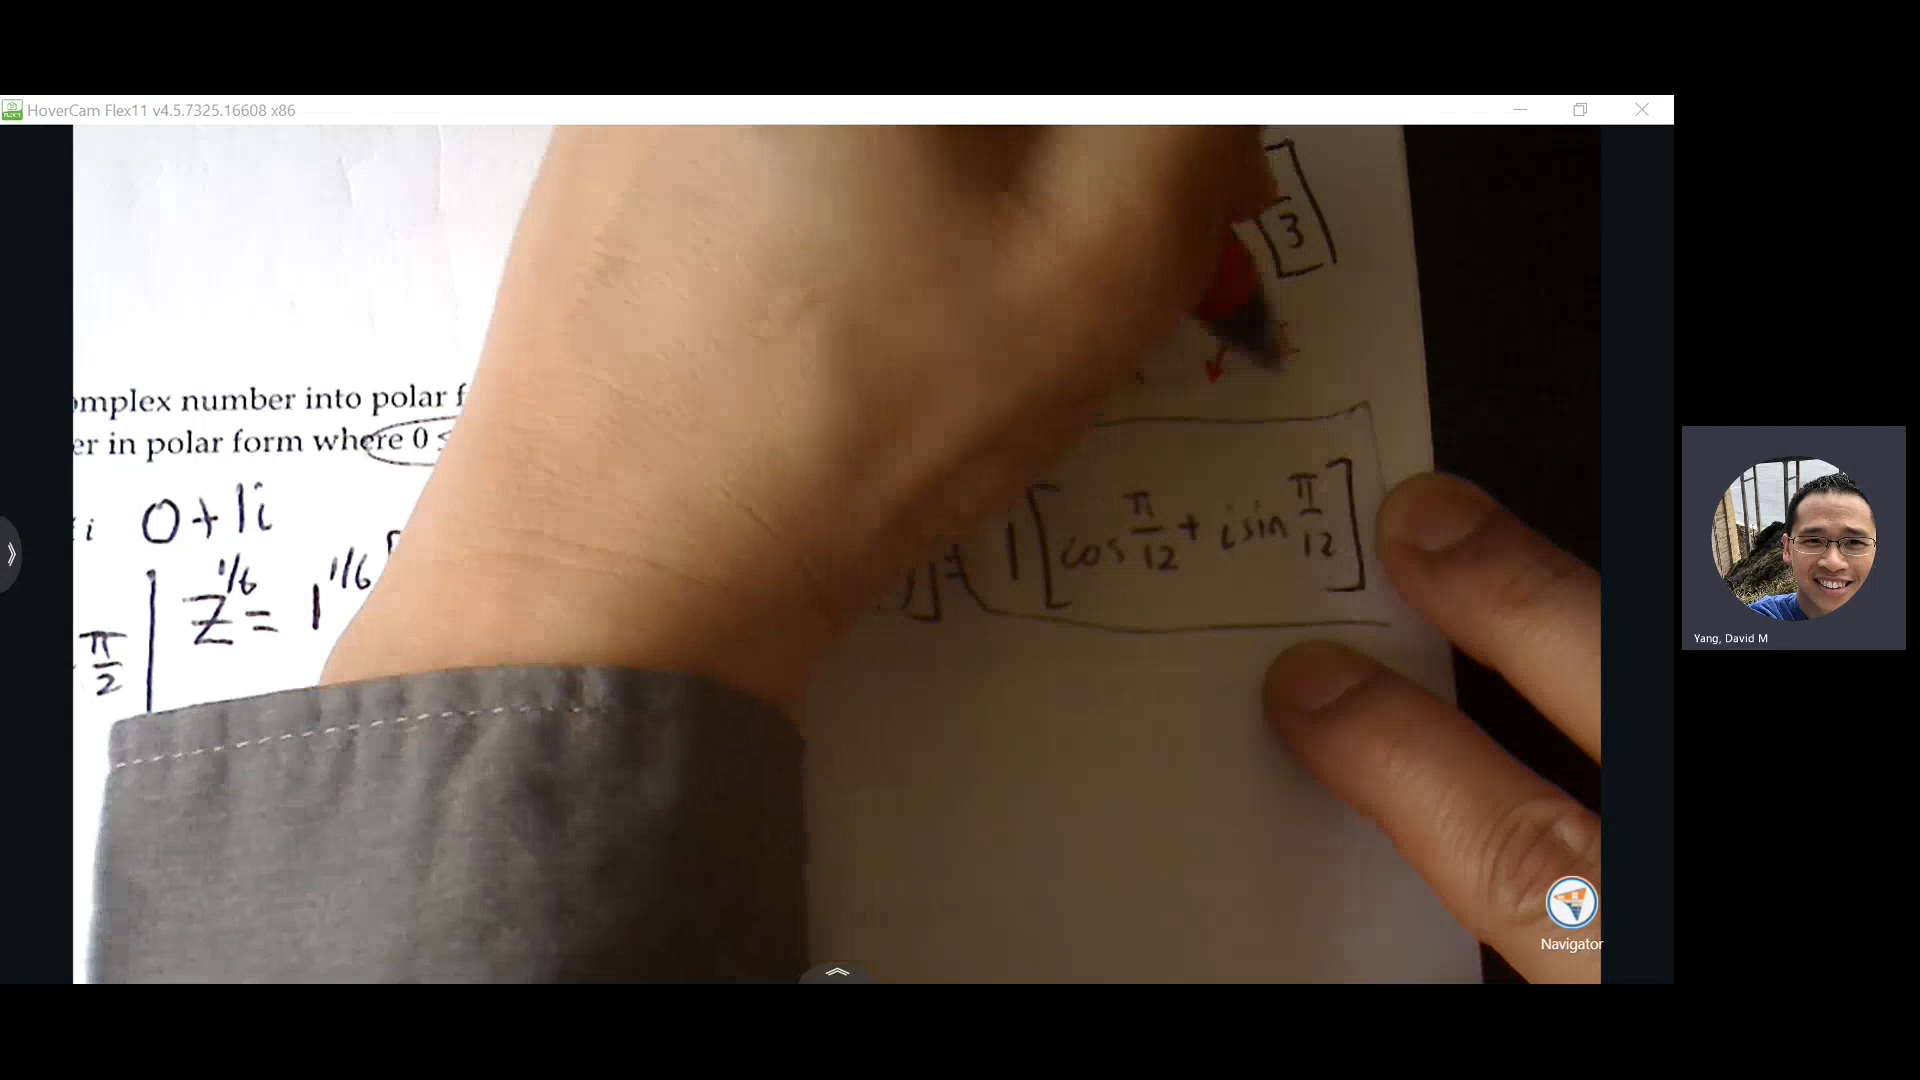 HoverCam Flex11 v4.5.7325.16608 x86
3
omplex number into polar f
er in polar form where 0 ≤
i 0+1i
z^{1/6} = 1^{1/6} [
π/2
= 1[cos π/12 + i sin π/12]
Yang, David M
Navigator